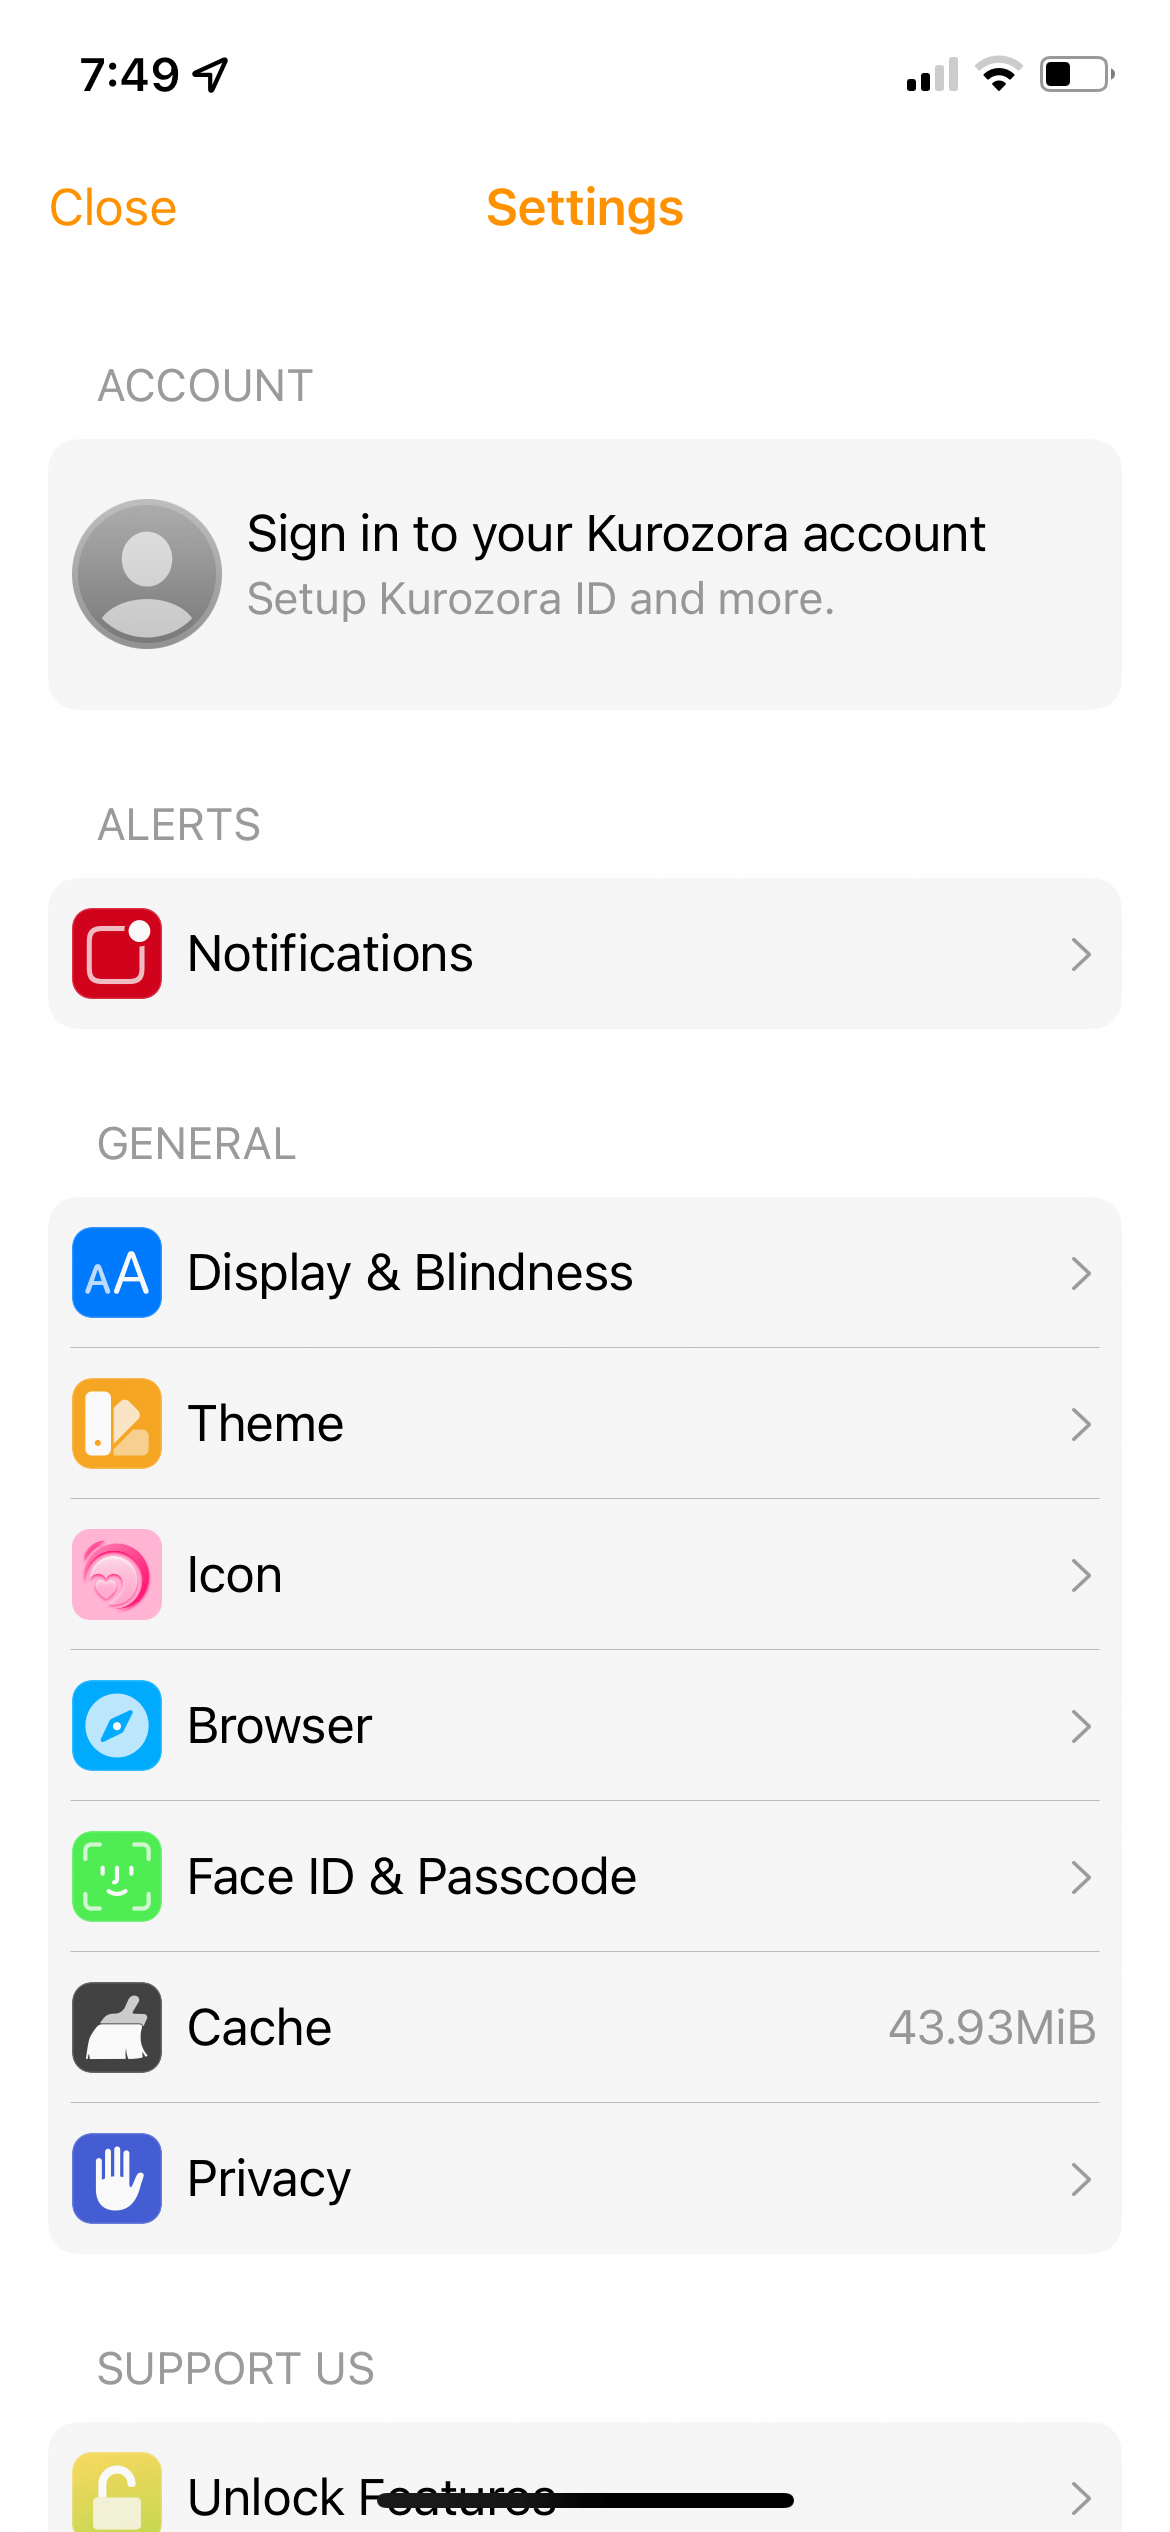 7:49
Close
Settings
ACCOUNT
Sign in to your Kurozora account
Setup Kurozora ID and more.
ALERTS
Notifications
GENERAL
AA Display & Blindness
Theme
Icon
Browser
Face ID & Passcode
Cache 43.93MiB
Privacy
SUPPORT US
Unlock Features